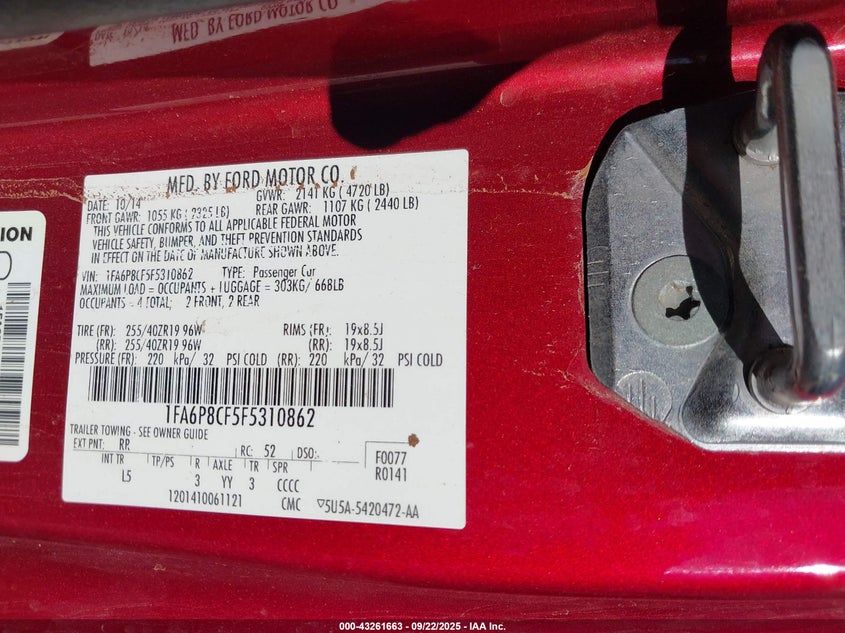 MFD. BY FORD MOTOR CO.
MFD. BY FORD MOTOR CO.
DATE: 10/14 GVWR: 2141 KG ( 4720 LB)
FRONT GAWR: 1055 KG ( 2325 LB) REAR GAWR: 1107 KG ( 2440 LB)
THIS VEHICLE CONFORMS TO ALL APPLICABLE FEDERAL MOTOR
VEHICLE SAFETY, BUMPER, AND THEFT PREVENTION STANDARDS
IN EFFECT ON THE DATE OF MANUFACTURE SHOWN ABOVE.
VIN: 1FA6P8CF5F5310862 TYPE: Passenger Car
MAXIMUM LOAD = OCCUPANTS + LUGGAGE = 303KG/ 668LB
OCCUPANTS = 4 TOTAL; 2 FRONT, 2 REAR
TIRE (FR): 255/40ZR19 96W RIMS (FR): 19x8.5J
(RR): 255/40ZR19 96W (RR): 19x8.5J
PRESSURE (FR): 220 kPa/ 32 PSI COLD (RR): 220 kPa/ 32 PSI COLD
1FA6P8CF5F5310862
TRAILER TOWING - SEE OWNER GUIDE
EXT PNT: RR RC: 52 DSO:
INT TR TP/PS R AXLE TR SPR
L5 3 YY 3 CCCC
F0077
R0141
1201410061121 CMC ▽5U5A-5420472-AA
ION
000-43261663 - 09/22/2025 - IAA Inc.